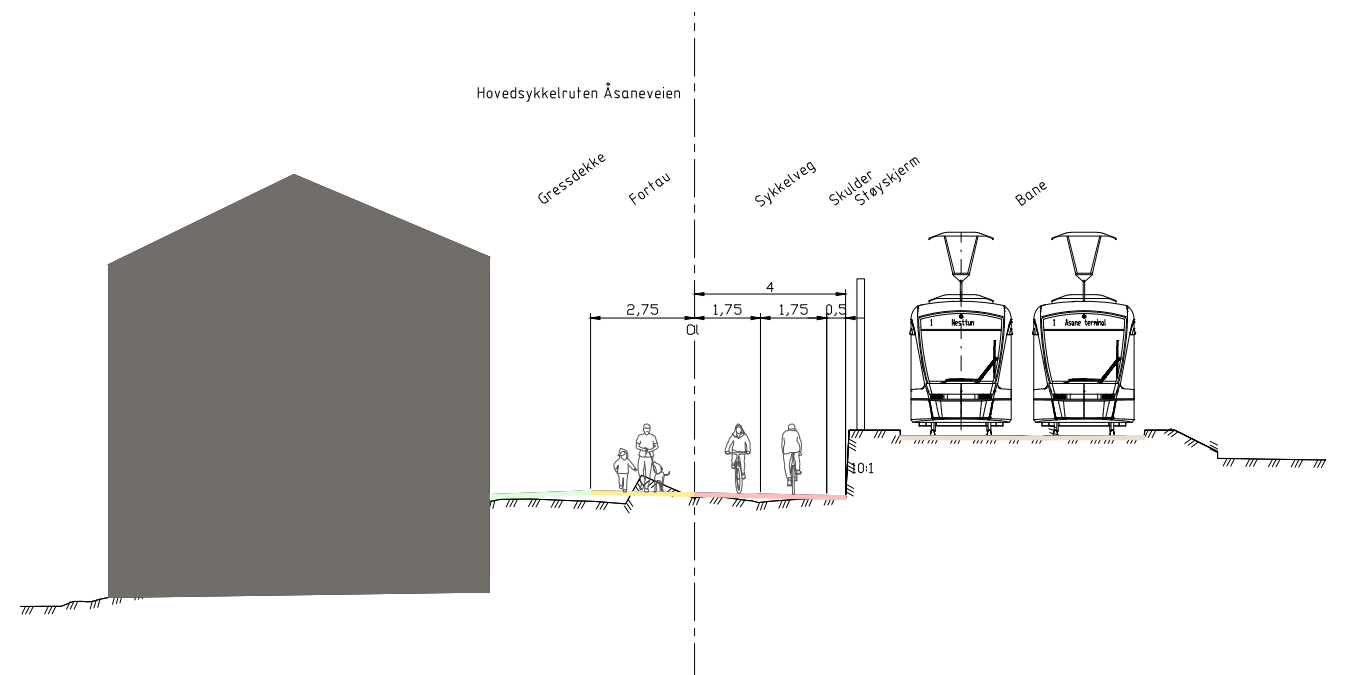 Hovedsykkelruten Åsaneveien
Gressdekke
Fortau
Sykkelveg
Skulder
Støyskjerm
Bane
4
2,75
1,75
1,75
0,5
1 Nesttun
1 Åsane terminal
10:1